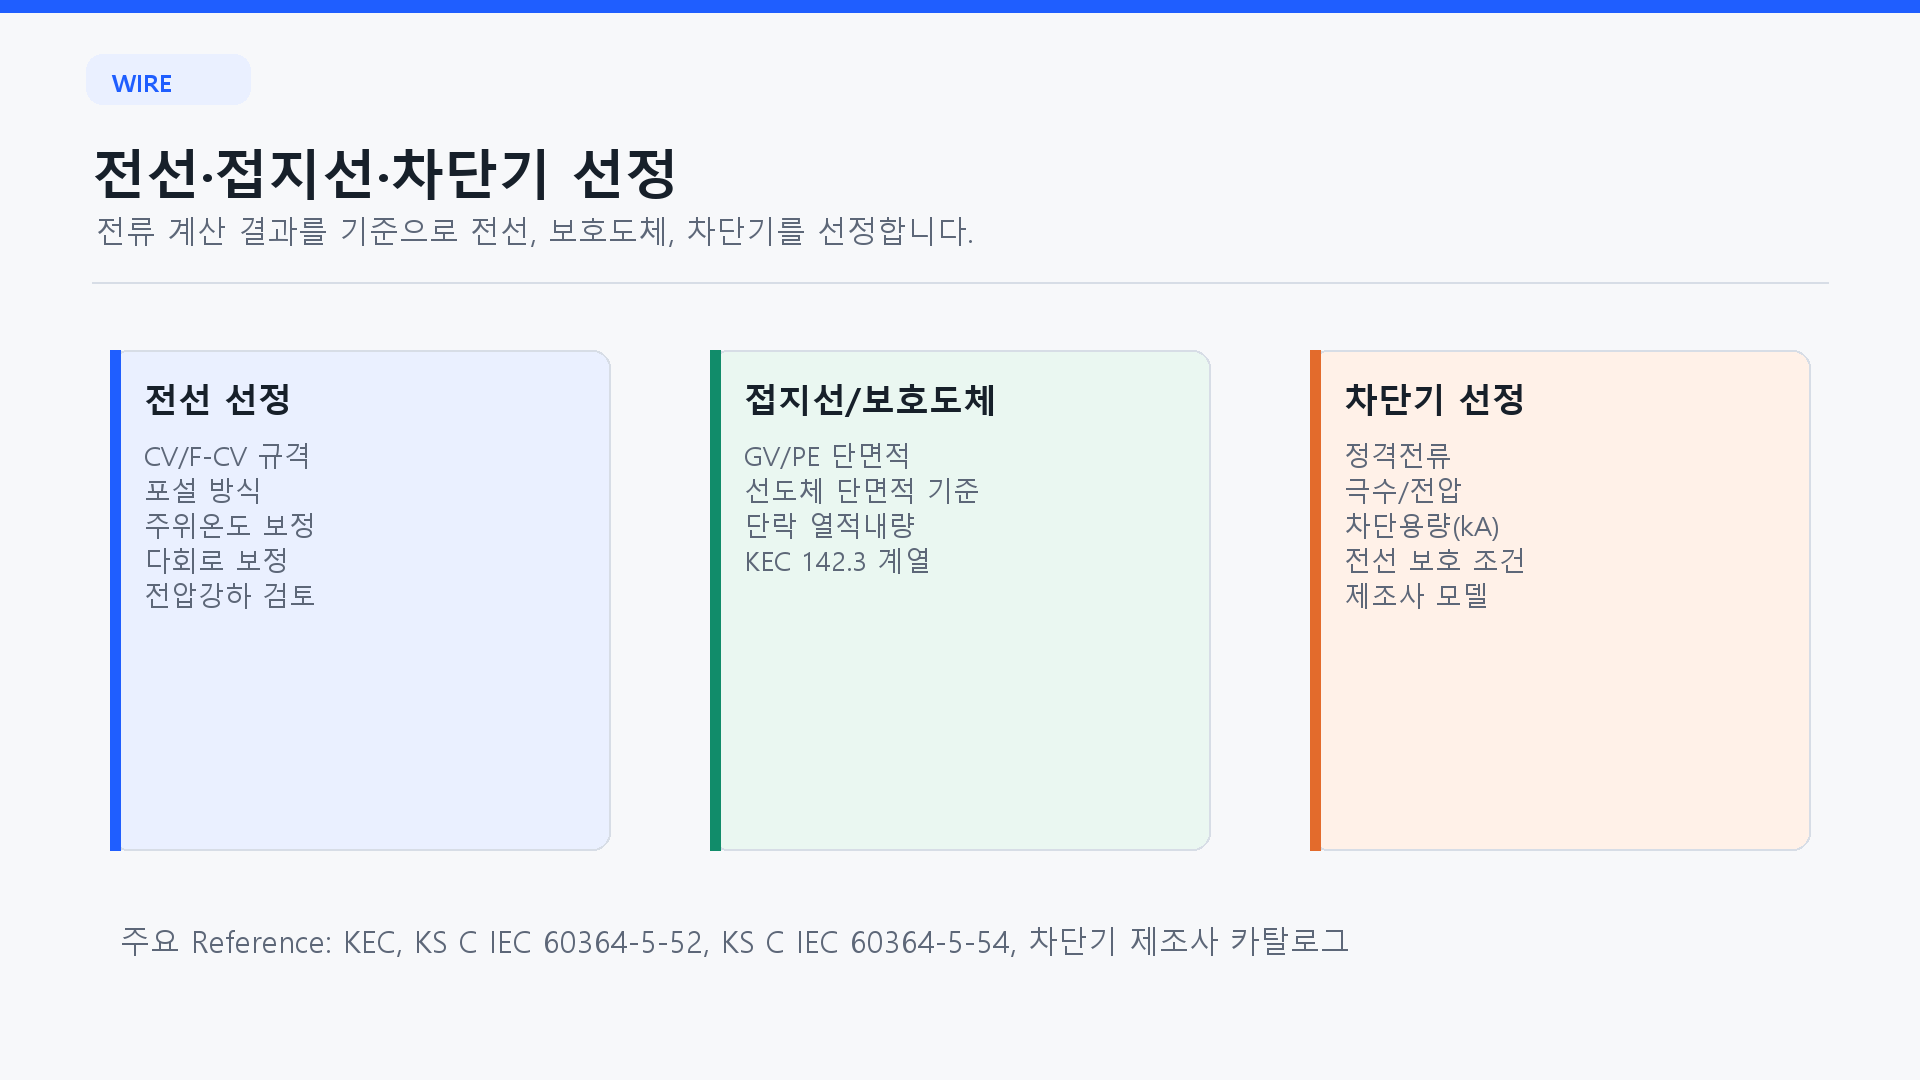 WIRE
전선·접지선·차단기 선정
전류 계산 결과를 기준으로 전선, 보호도체, 차단기를 선정합니다.
전선 선정
CV/F-CV 규격
포설 방식
주위온도 보정
다회로 보정
전압강하 검토
접지선/보호도체
GV/PE 단면적
선도체 단면적 기준
단락 열적내량
KEC 142.3 계열
차단기 선정
정격전류
극수/전압
차단용량(kA)
전선 보호 조건
제조사 모델
주요 Reference: KEC, KS C IEC 60364-5-52, KS C IEC 60364-5-54, 차단기 제조사 카탈로그